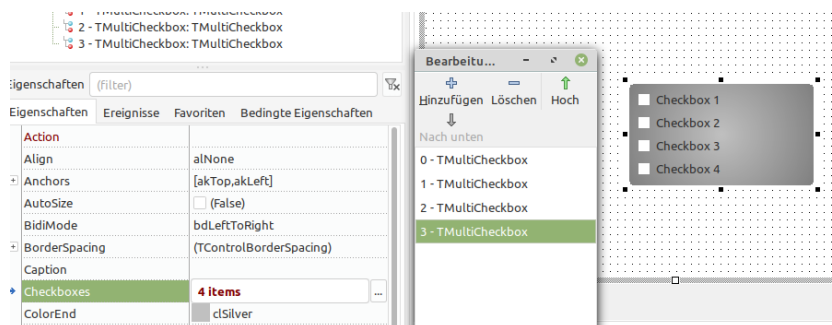 2 - TMultiCheckbox: TMultiCheckbox
3 - TMultiCheckbox: TMultiCheckbox
Eigenschaften (filter)
Eigenschaften Ereignisse Favoriten Bedingte Eigenschaften
Action
Align alNone
Anchors [akTop,akLeft]
AutoSize (False)
BidiMode bdLeftToRight
BorderSpacing (TControlBorderSpacing)
Caption
Checkboxes 4 items ...
ColorEnd clSilver
Bearbeitu...
Hinzufügen Löschen Hoch
Nach unten
0 - TMultiCheckbox
1 - TMultiCheckbox
2 - TMultiCheckbox
3 - TMultiCheckbox
Checkbox 1
Checkbox 2
Checkbox 3
Checkbox 4